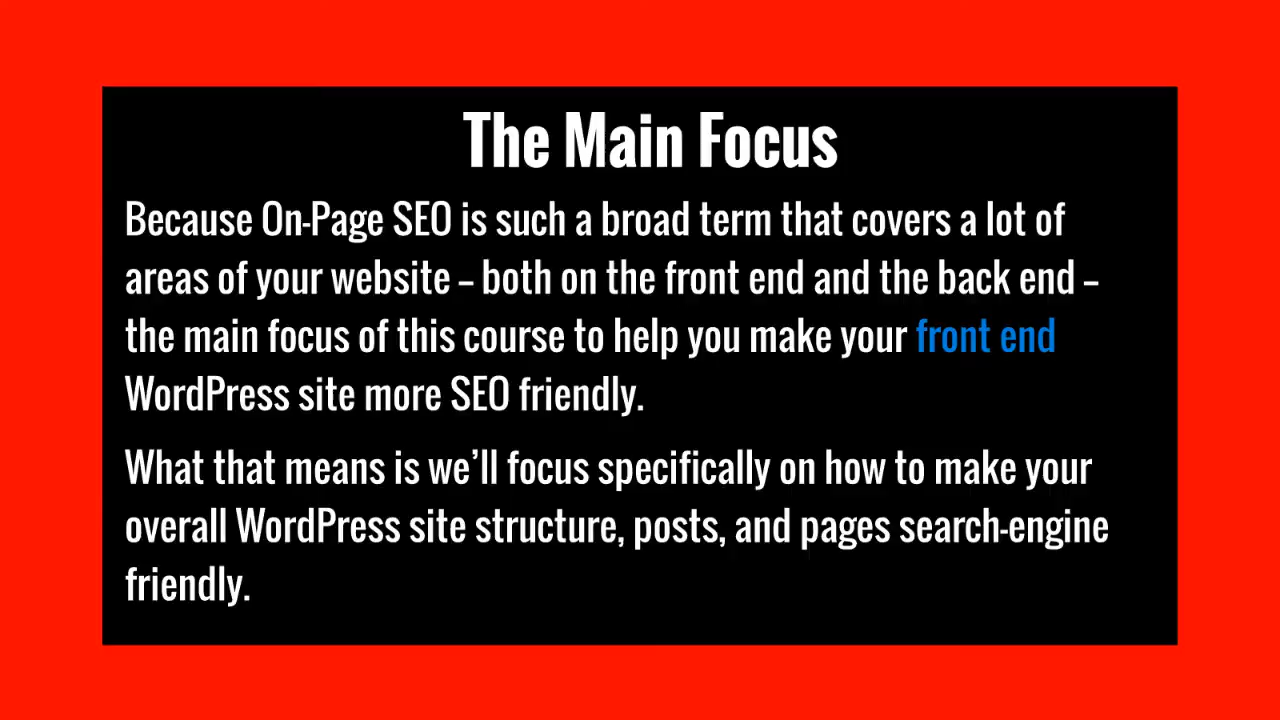 The Main Focus
Because On-Page SEO is such a broad term that covers a lot of
areas of your website – both on the front end and the back end –
the main focus of this course to help you make your front end
WordPress site more SEO friendly.
What that means is we’ll focus specifically on how to make your
overall WordPress site structure, posts, and pages search-engine
friendly.